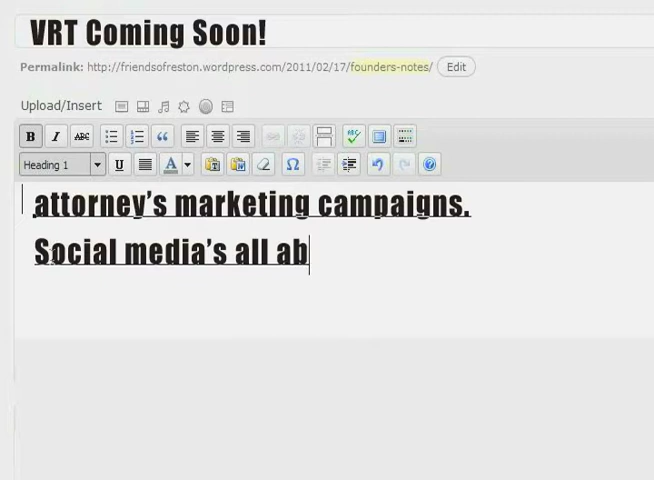 VRT Coming Soon!
Permalink: http://friendsofreston.wordpress.com/2011/02/17/founders-notes/ Edit
Upload/Insert
B I ABC
Heading 1 U A
attorney's marketing campaigns.
Social media's all ab